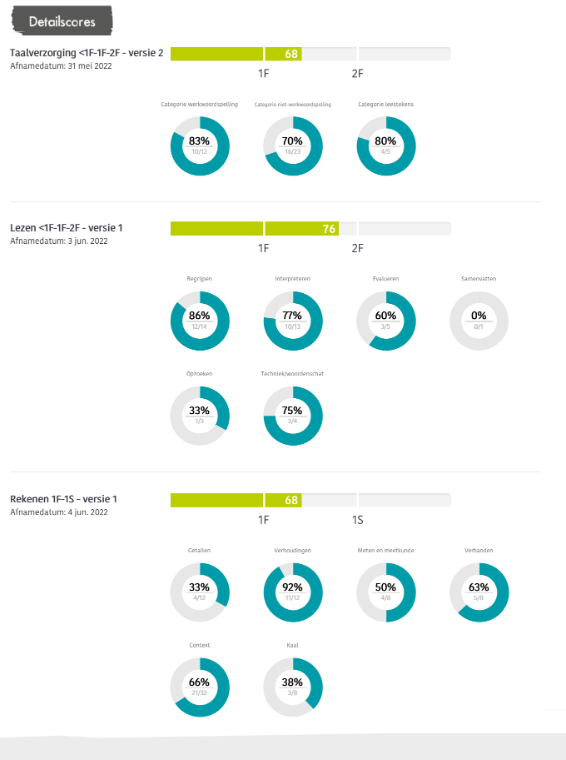 Detailscores
Taalverzorging <1F-1F-2F - versie 2
Afnamedatum: 31 mei 2022
68
1F 2F
Categorie werkwoordspelling Categorie niet-werkwoordspelling Categorie leestekens
83% 70% 80%
10/12 16/23 4/5
Lezen <1F-1F-2F - versie 1
Afnamedatum: 3 jun. 2022
76
1F 2F
Begrijpen Interpreteren Evalueren Samenvatten
86% 77% 60% 0%
12/14 10/13 3/5 0/1
Opzoeken Techniek/woordenschat
33% 75%
1/3 3/4
Rekenen 1F-1S - versie 1
Afnamedatum: 4 jun. 2022
68
1F 1S
Getallen Verhoudingen Meten en meetkunde Verbanden
33% 92% 50% 63%
4/12 11/12 4/8 5/8
Context Kaal
66% 38%
21/32 3/8